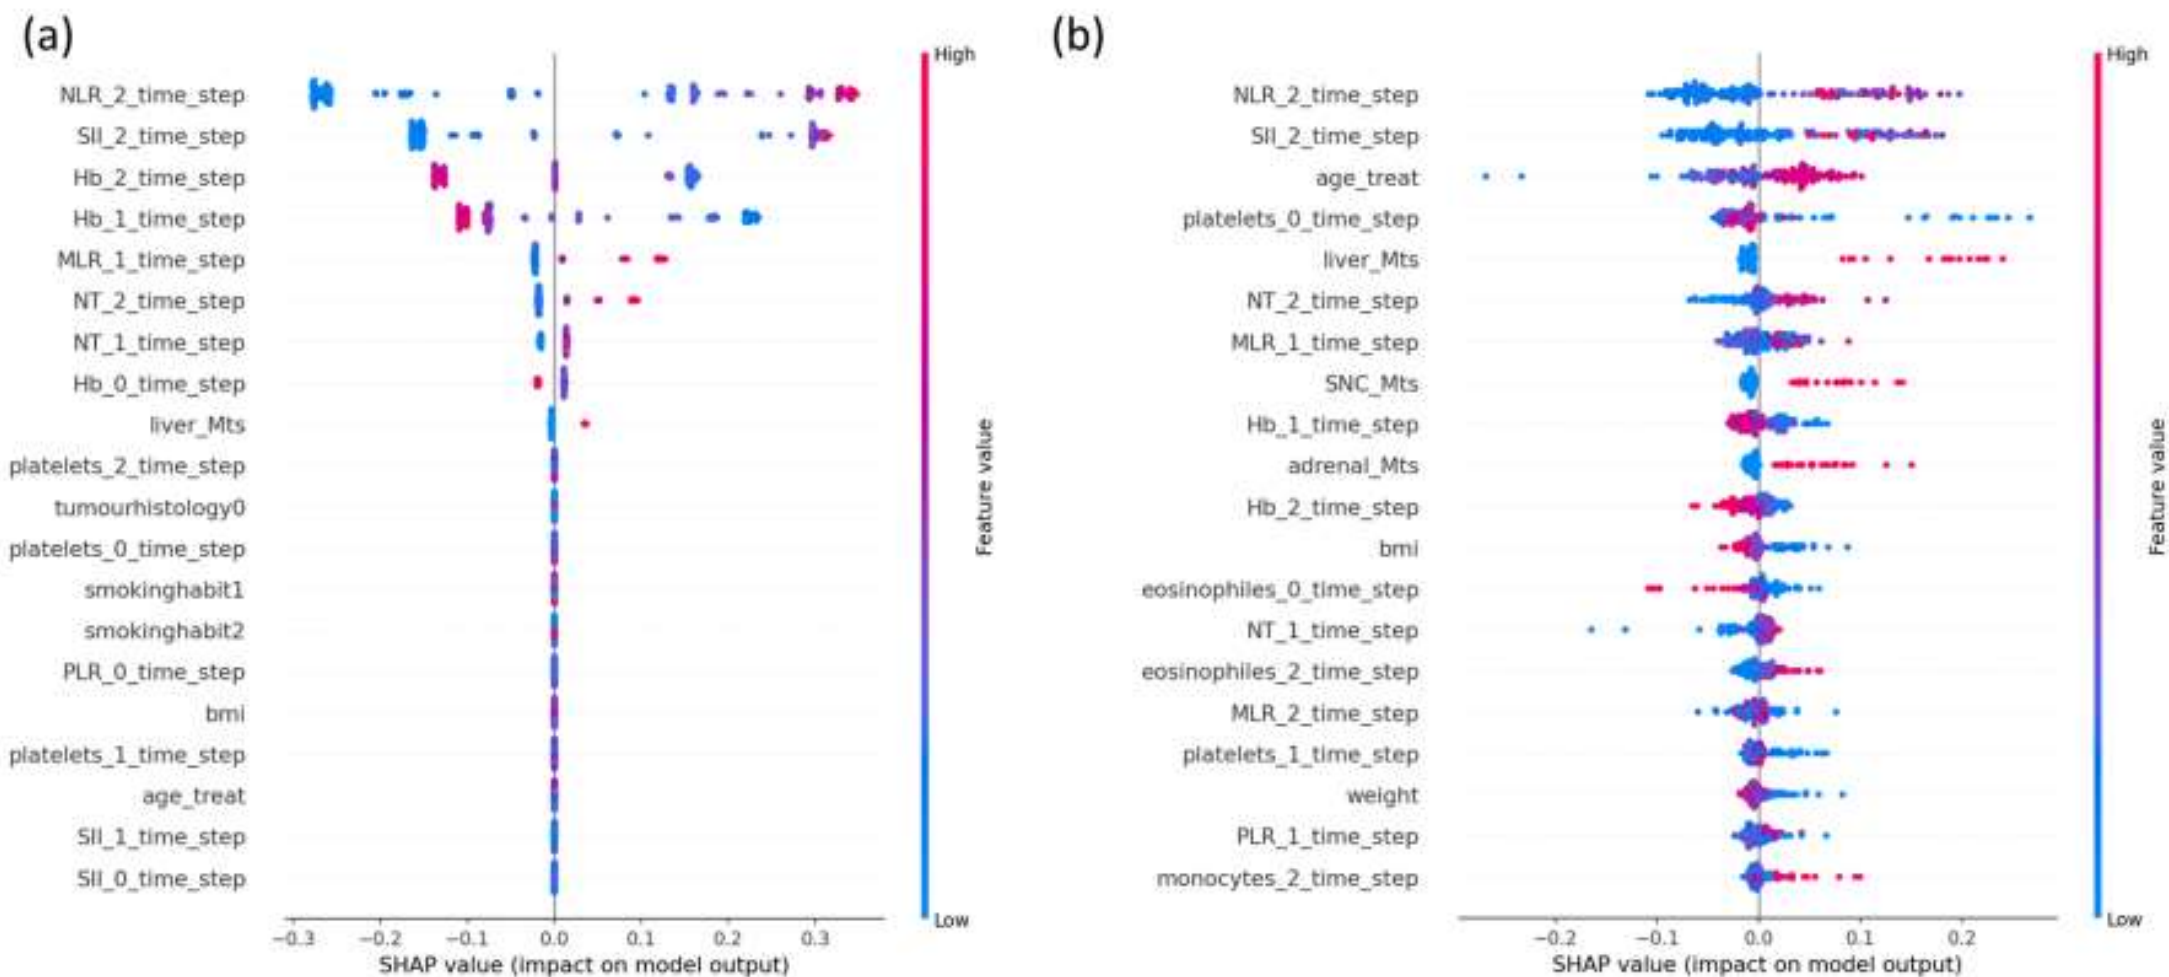 (a)
High
NLR_2_time_step
SII_2_time_step
Hb_2_time_step
Hb_1_time_step
MLR_1_time_step
NT_2_time_step
NT_1_time_step
Hb_0_time_step
liver_Mts
platelets_2_time_step
tumourhistology0
platelets_0_time_step
smokinghabit1
smokinghabit2
PLR_0_time_step
bmi
platelets_1_time_step
age_treat
SII_1_time_step
SII_0_time_step
Feature value
Low
−0.3 −0.2 −0.1 0.0 0.1 0.2 0.3
SHAP value (impact on model output)
(b)
High
NLR_2_time_step
SII_2_time_step
age_treat
platelets_0_time_step
liver_Mts
NT_2_time_step
MLR_1_time_step
SNC_Mts
Hb_1_time_step
adrenal_Mts
Hb_2_time_step
bmi
eosinophiles_0_time_step
NT_1_time_step
eosinophiles_2_time_step
MLR_2_time_step
platelets_1_time_step
weight
PLR_1_time_step
monocytes_2_time_step
Feature value
Low
−0.2 −0.1 0.0 0.1 0.2
SHAP value (impact on model output)